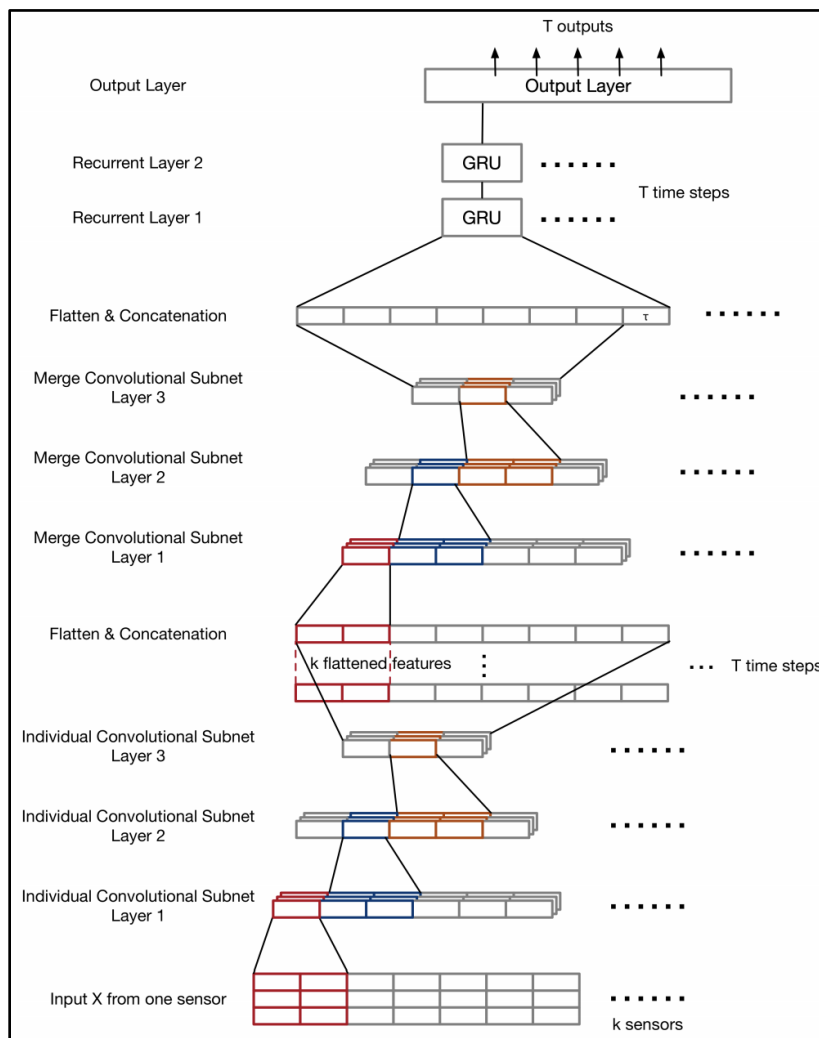 T outputs
Output Layer
Output Layer
Recurrent Layer 2
GRU
T time steps
Recurrent Layer 1
GRU
Flatten & Concatenation
τ
Merge Convolutional Subnet
Layer 3
Merge Convolutional Subnet
Layer 2
Merge Convolutional Subnet
Layer 1
Flatten & Concatenation
k flattened features
T time steps
Individual Convolutional Subnet
Layer 3
Individual Convolutional Subnet
Layer 2
Individual Convolutional Subnet
Layer 1
Input X from one sensor
k sensors